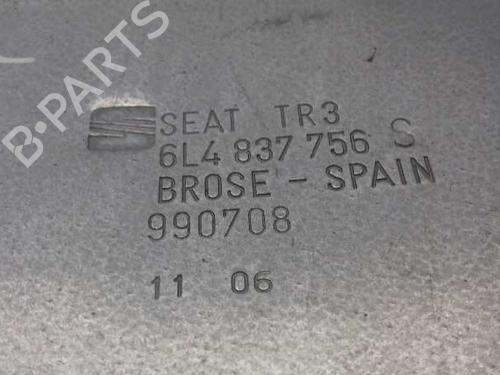 SEAT TR3
6L4 837 756 S
BROSE - SPAIN
990708
11 06
B-PARTS